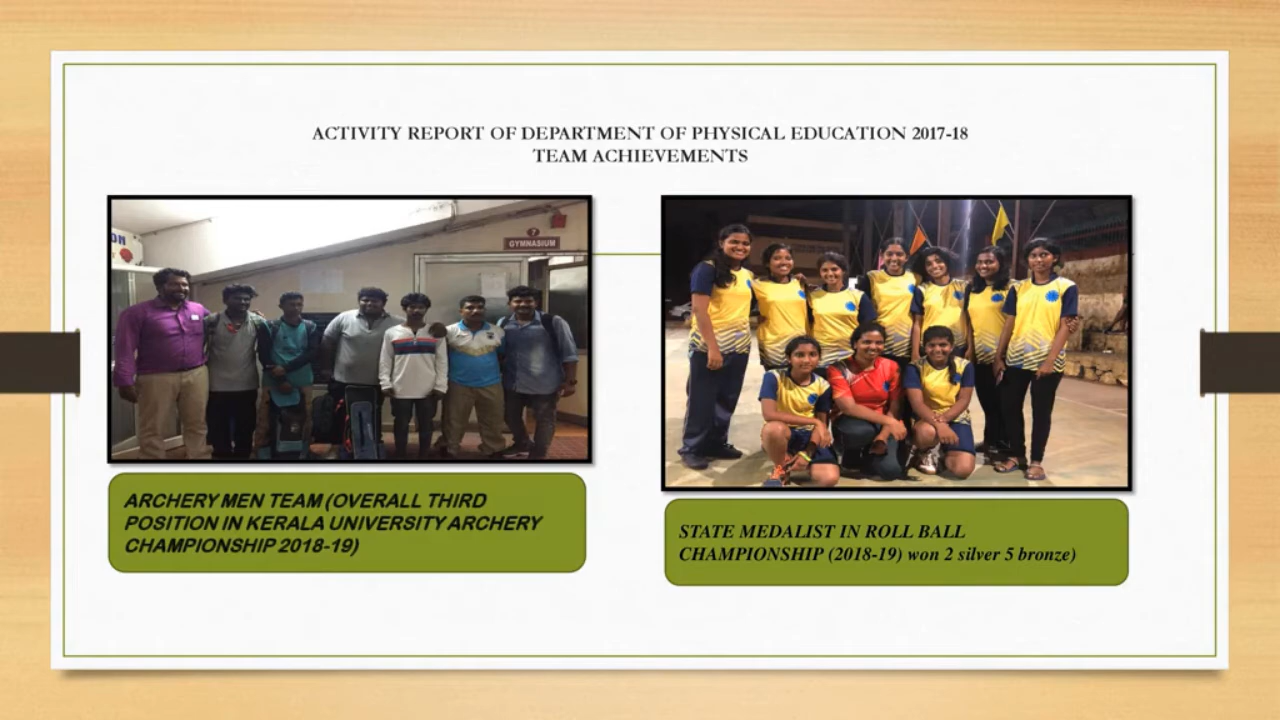 ACTIVITY REPORT OF DEPARTMENT OF PHYSICAL EDUCATION 2017-18
TEAM ACHIEVEMENTS
ON
7
GYMNASIUM
ARCHERY MEN TEAM (OVERALL THIRD
POSITION IN KERALA UNIVERSITY ARCHERY
CHAMPIONSHIP 2018-19)
STATE MEDALIST IN ROLL BALL
CHAMPIONSHIP (2018-19) won 2 silver 5 bronze)